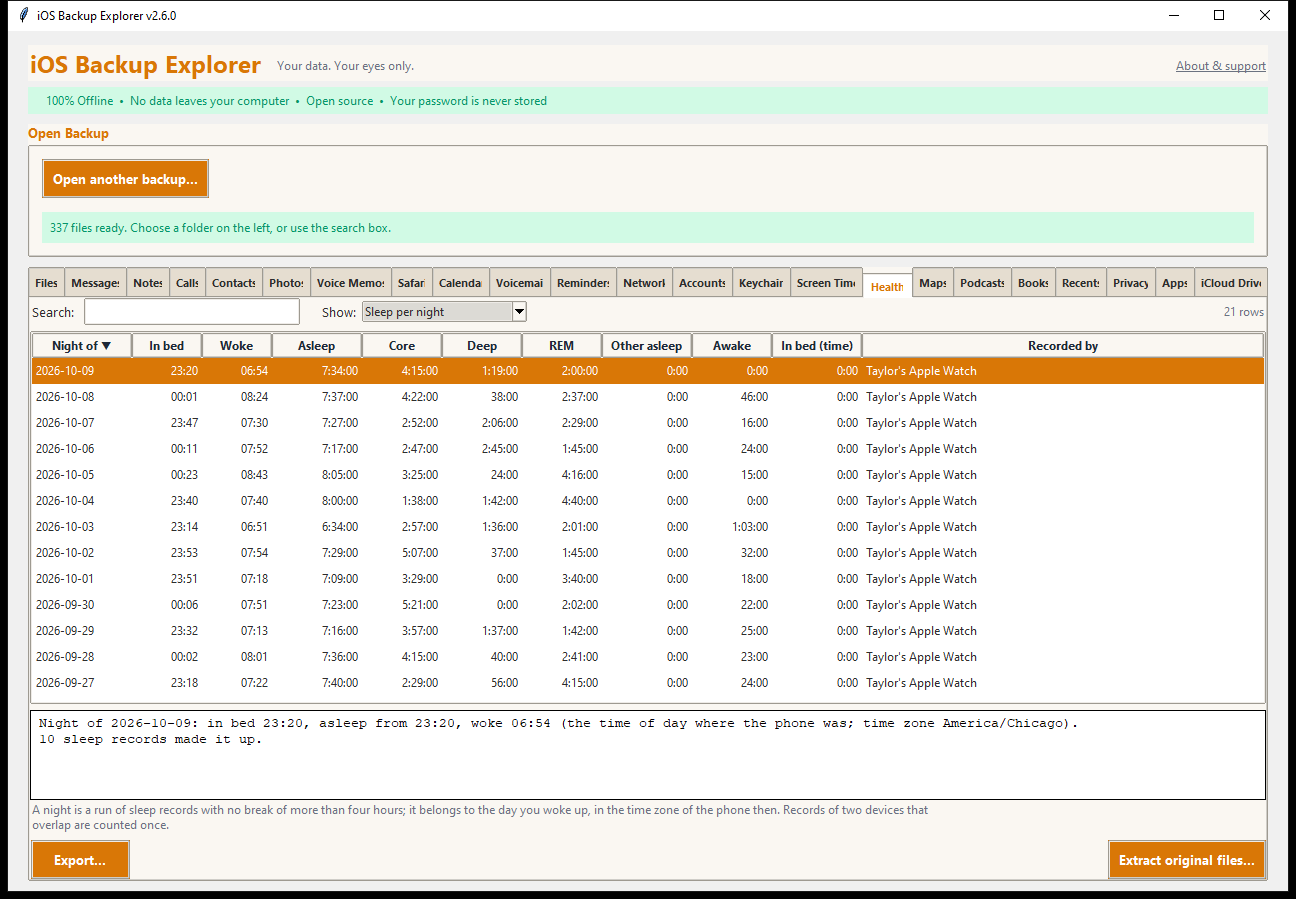 iOS Backup Explorer v2.6.0
iOS Backup Explorer Your data. Your eyes only. About & support
100% Offline • No data leaves your computer • Open source • Your password is never stored
Open Backup
Open another backup...
337 files ready. Choose a folder on the left, or use the search box.
Files Messages Notes Calls Contacts Photos Voice Memos Safari Calenda Voicemai Reminders Network Accounts Keychain Screen Time Health Maps Podcasts Books Recents Privacy Apps iCloud Drive
Search: Show: Sleep per night 21 rows
Night of ▼ In bed Woke Asleep Core Deep REM Other asleep Awake In bed (time) Recorded by
2026-10-09 23:20 06:54 7:34:00 4:15:00 1:19:00 2:00:00 0:00 0:00 0:00 Taylor's Apple Watch
2026-10-08 00:01 08:24 7:37:00 4:22:00 38:00 2:37:00 0:00 46:00 0:00 Taylor's Apple Watch
2026-10-07 23:47 07:30 7:27:00 2:52:00 2:06:00 2:29:00 0:00 16:00 0:00 Taylor's Apple Watch
2026-10-06 00:11 07:52 7:17:00 2:47:00 2:45:00 1:45:00 0:00 24:00 0:00 Taylor's Apple Watch
2026-10-05 00:23 08:43 8:05:00 3:25:00 24:00 4:16:00 0:00 15:00 0:00 Taylor's Apple Watch
2026-10-04 23:40 07:40 8:00:00 1:38:00 1:42:00 4:40:00 0:00 0:00 0:00 Taylor's Apple Watch
2026-10-03 23:14 06:51 6:34:00 2:57:00 1:36:00 2:01:00 0:00 1:03:00 0:00 Taylor's Apple Watch
2026-10-02 23:53 07:54 7:29:00 5:07:00 37:00 1:45:00 0:00 32:00 0:00 Taylor's Apple Watch
2026-10-01 23:51 07:18 7:09:00 3:29:00 0:00 3:40:00 0:00 18:00 0:00 Taylor's Apple Watch
2026-09-30 00:06 07:51 7:23:00 5:21:00 0:00 2:02:00 0:00 22:00 0:00 Taylor's Apple Watch
2026-09-29 23:32 07:13 7:16:00 3:57:00 1:37:00 1:42:00 0:00 25:00 0:00 Taylor's Apple Watch
2026-09-28 00:02 08:01 7:36:00 4:15:00 40:00 2:41:00 0:00 23:00 0:00 Taylor's Apple Watch
2026-09-27 23:18 07:22 7:40:00 2:29:00 56:00 4:15:00 0:00 24:00 0:00 Taylor's Apple Watch
Night of 2026-10-09: in bed 23:20, asleep from 23:20, woke 06:54 (the time of day where the phone was; time zone America/Chicago).
10 sleep records made it up.
A night is a run of sleep records with no break of more than four hours; it belongs to the day you woke up, in the time zone of the phone then. Records of two devices that
overlap are counted once.
Export... Extract original files...